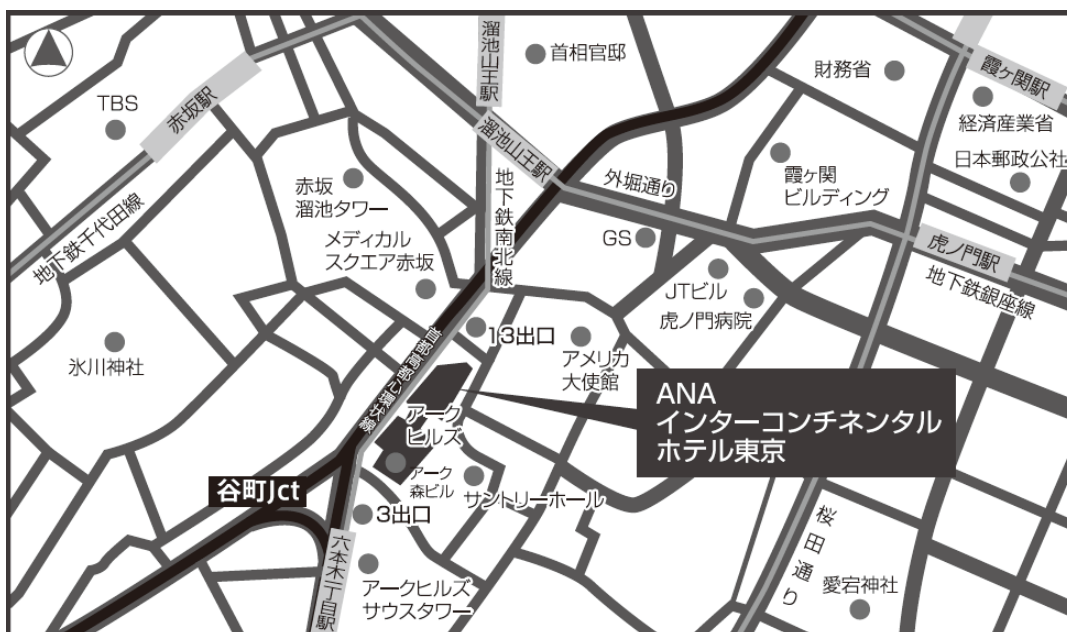 溜池山王駅
首相官邸
財務省
霞ヶ関駅
TBS
赤坂駅
経済産業省
溜池山王駅
日本郵政公社
赤坂
溜池タワー
地下鉄南北線
外堀通り
霞ヶ関
ビルディング
地下鉄千代田線
メディカル
スクエア赤坂
GS
虎ノ門駅
地下鉄銀座線
JTビル
虎ノ門病院
13出口
アメリカ
大使館
氷川神社
首都高都心環状線
ANA
インターコンチネンタル
ホテル東京
アーク
ヒルズ
アーク
森ビル
サントリーホール
谷町Jct
3出口
六本木一丁目駅
桜田通り
アークヒルズ
サウスタワー
愛宕神社